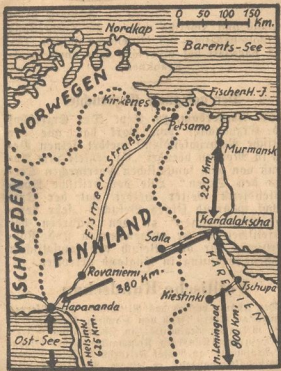 Nordkap
0 50 100 150
Km.
Barents-See
NORWEGEN
Fischer H.-J.
Kirkenes
Petsamo
Eismeer-Straße
Murmansk
220 Km.
SCHWEDEN
FINNLAND
Kandalakscha
Salla
KARELIEN
Rovaniemi
380 Km.
Haparanda
Kiestinki
Tschupa
Ost-See
n. Helsinki
625 Km.
n. Leningrad
800 Km.